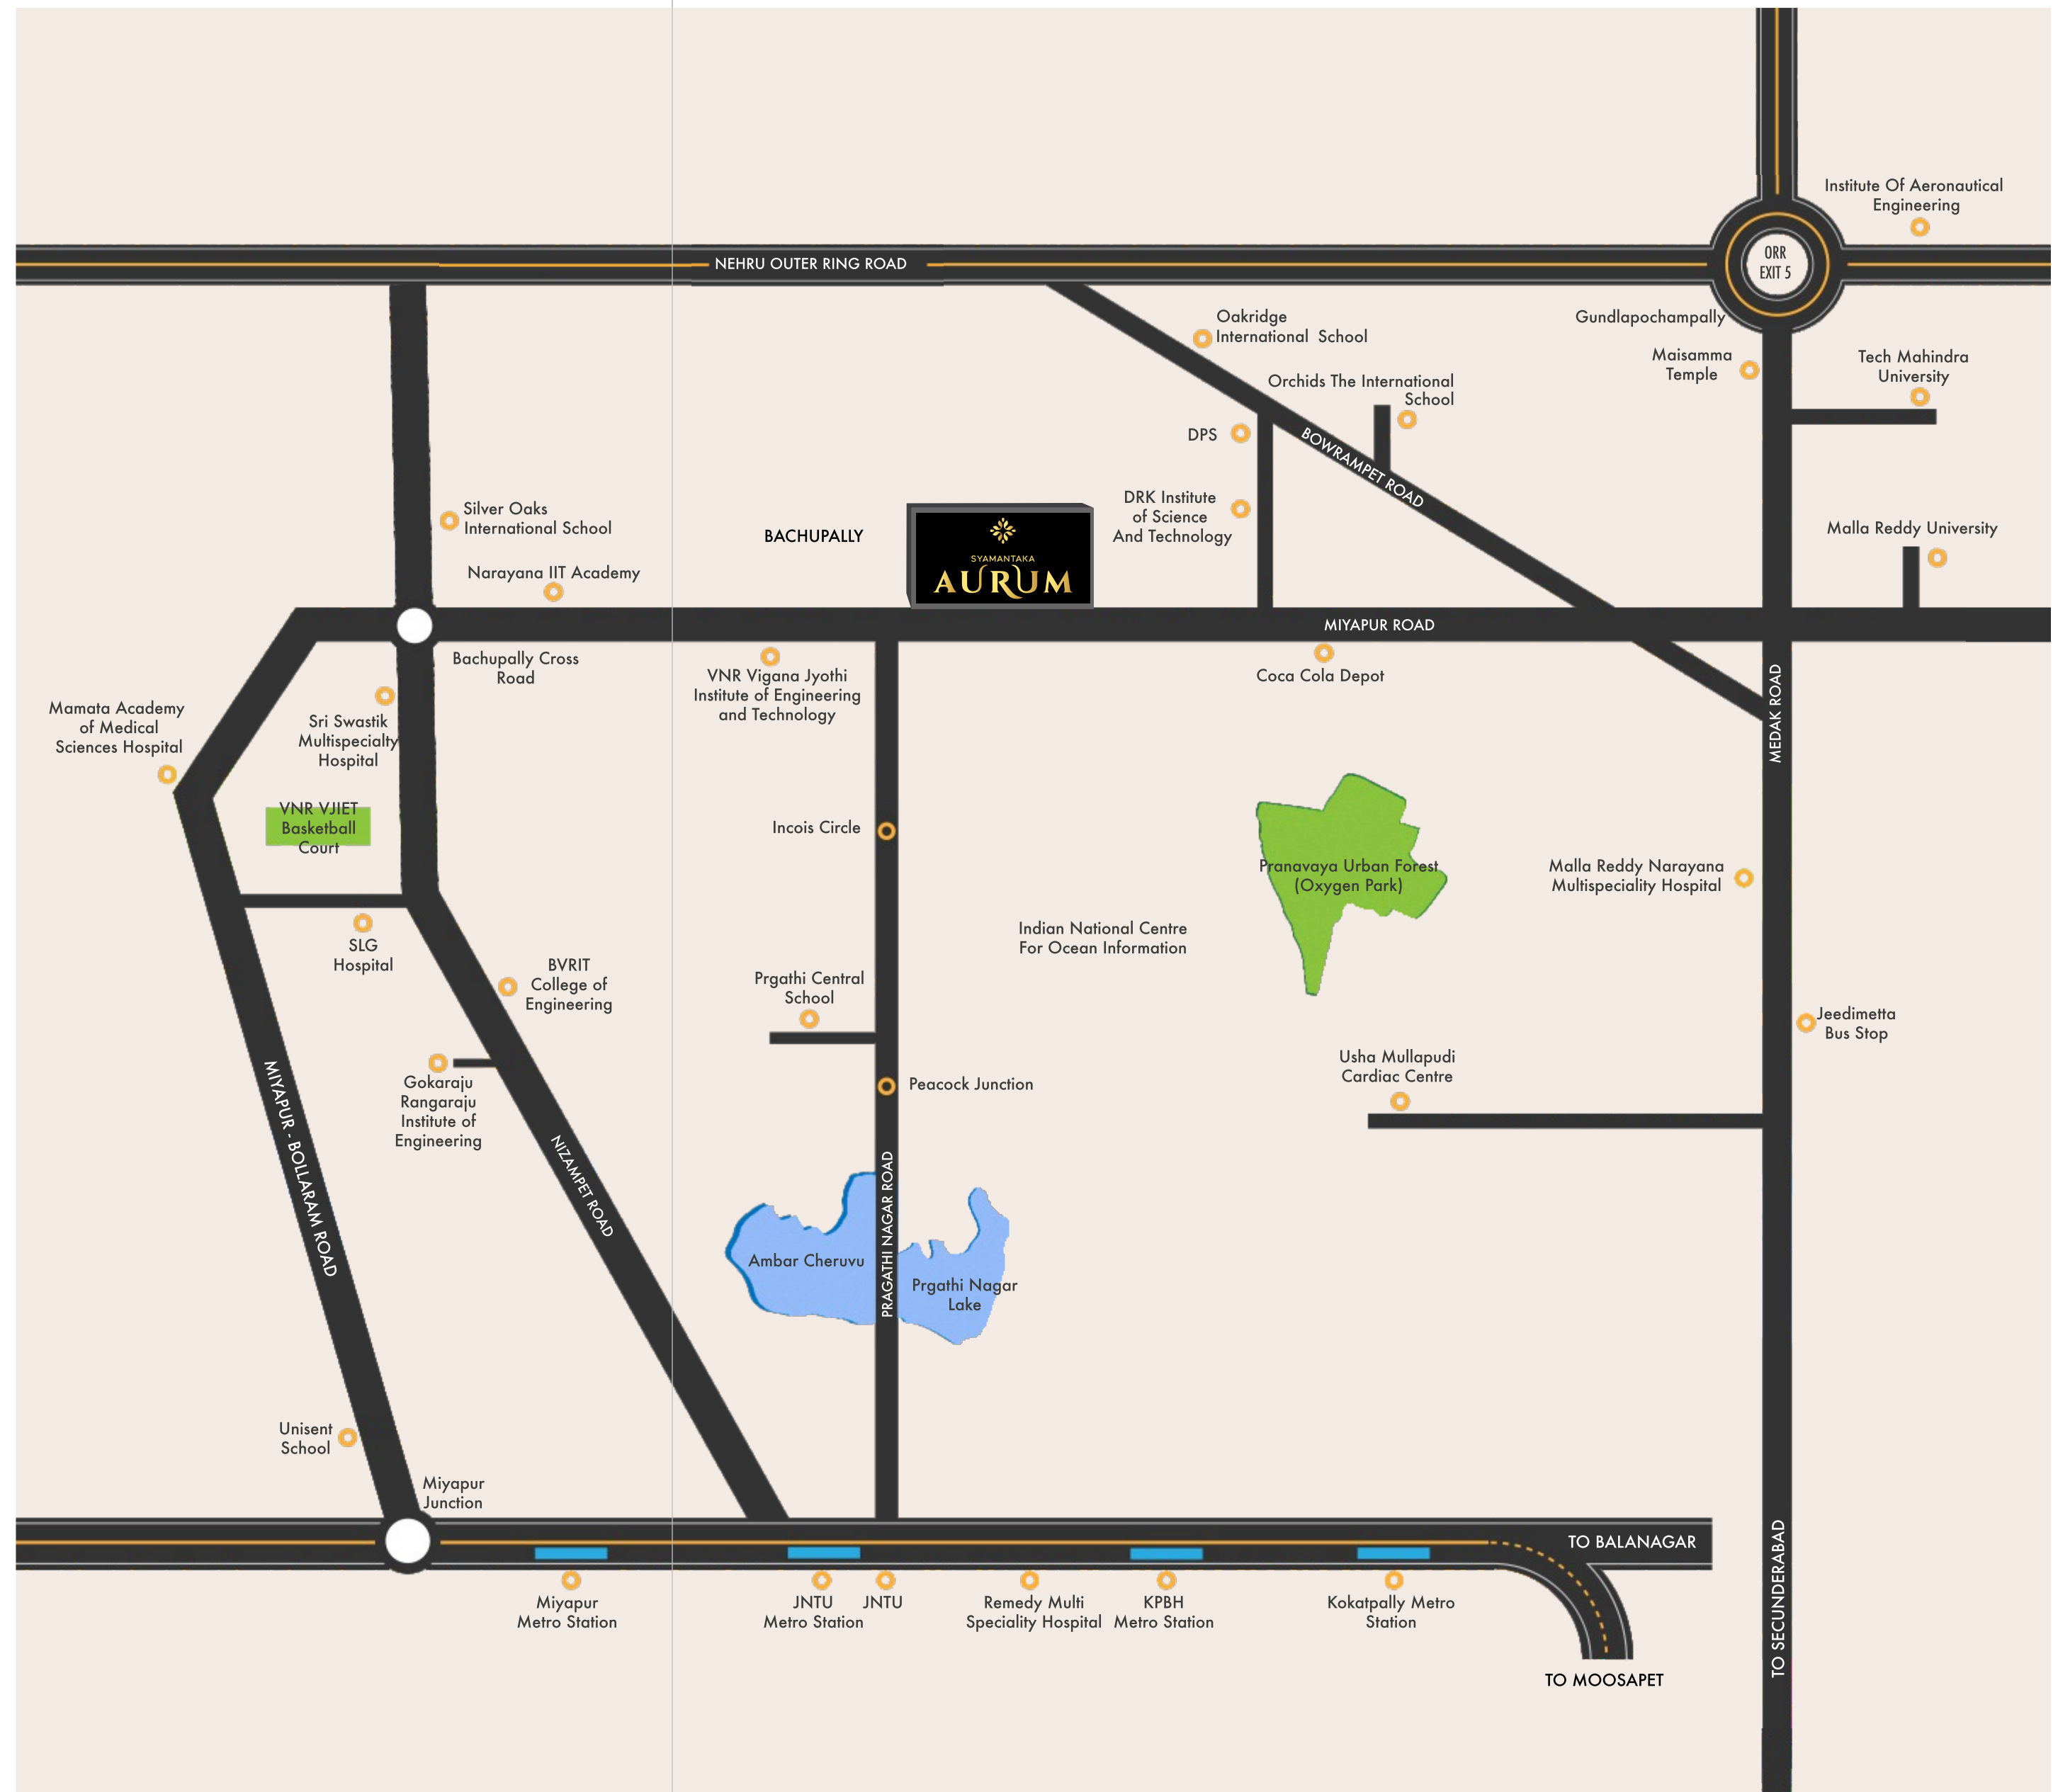 Institute Of Aeronautical
Engineering
NEHRU OUTER RING ROAD
ORR
EXIT 5
Gundlapochampally
Oakridge
International School
Maisamma
Temple
Tech Mahindra
University
Orchids The International
School
DPS
BOWRAMPET ROAD
DRK Institute
of Science
And Technology
Silver Oaks
International School
BACHUPALLY
SYAMANTAKA
AURUM
Malla Reddy University
Narayana IIT Academy
MIYAPUR ROAD
Bachupally Cross
Road
VNR Vigana Jyothi
Institute of Engineering
and Technology
Coca Cola Depot
MEDAK ROAD
Mamata Academy
of Medical
Sciences Hospital
Sri Swastik
Multispecialty
Hospital
VNR VJIET
Basketball
Court
Incois Circle
Pranavaya Urban Forest
(Oxygen Park)
Malla Reddy Narayana
Multispeciality Hospital
Indian National Centre
For Ocean Information
SLG
Hospital
BVRIT
College of
Engineering
Prgathi Central
School
Jeedimetta
Bus Stop
Usha Mullapudi
Cardiac Centre
Gokaraju
Rangaraju
Institute of
Engineering
Peacock Junction
MIYAPUR - BOLLARAM ROAD
NIZAMPET ROAD
PRAGATHI NAGAR ROAD
Ambar Cheruvu
Prgathi Nagar
Lake
Unisent
School
Miyapur
Junction
TO BALANAGAR
TO SECUNDERABAD
Miyapur
Metro Station
JNTU
Metro Station
JNTU
Remedy Multi
Speciality Hospital
KPBH
Metro Station
Kokatpally Metro
Station
TO MOOSAPET